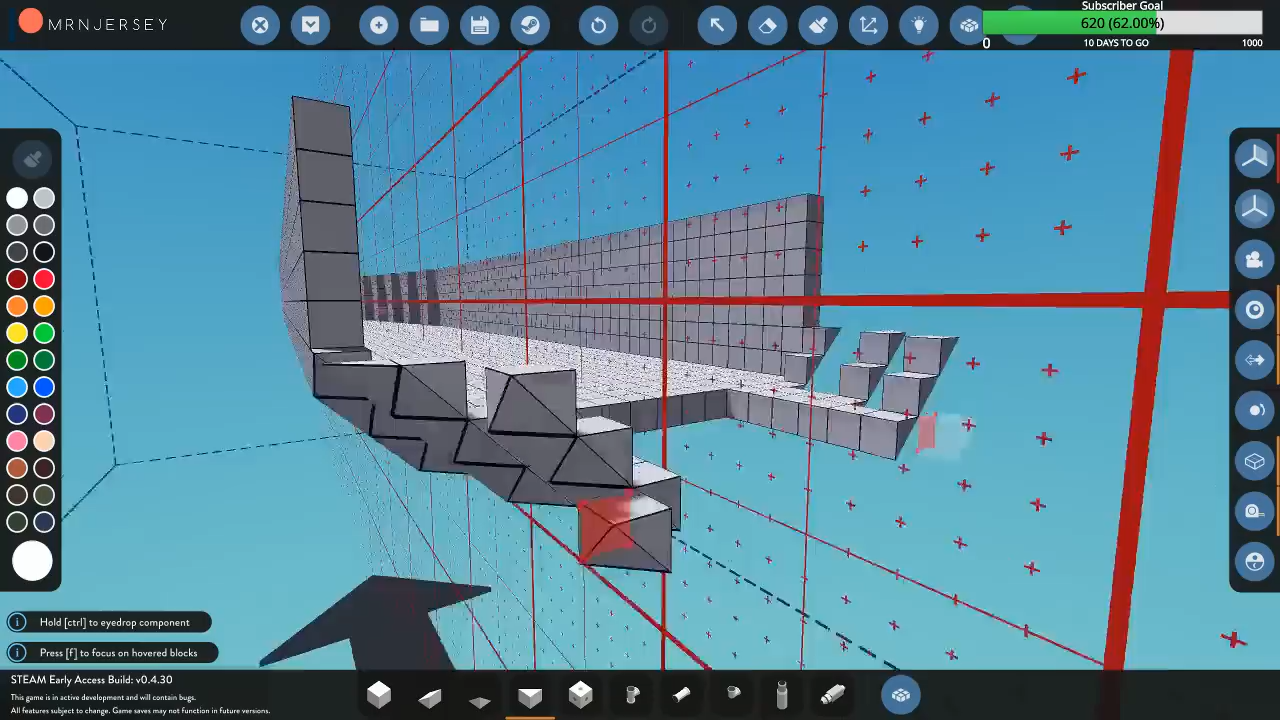 MRNJERSEY
Subscriber Goal
620 (62.00%)
0
10 DAYS TO GO
1000
Hold [ctrl] to eyedrop component
Press [f] to focus on hovered blocks
STEAM Early Access Build: v0.4.30
This game is in active development and will contain bugs.
All features subject to change. Game saves may not function in future versions.